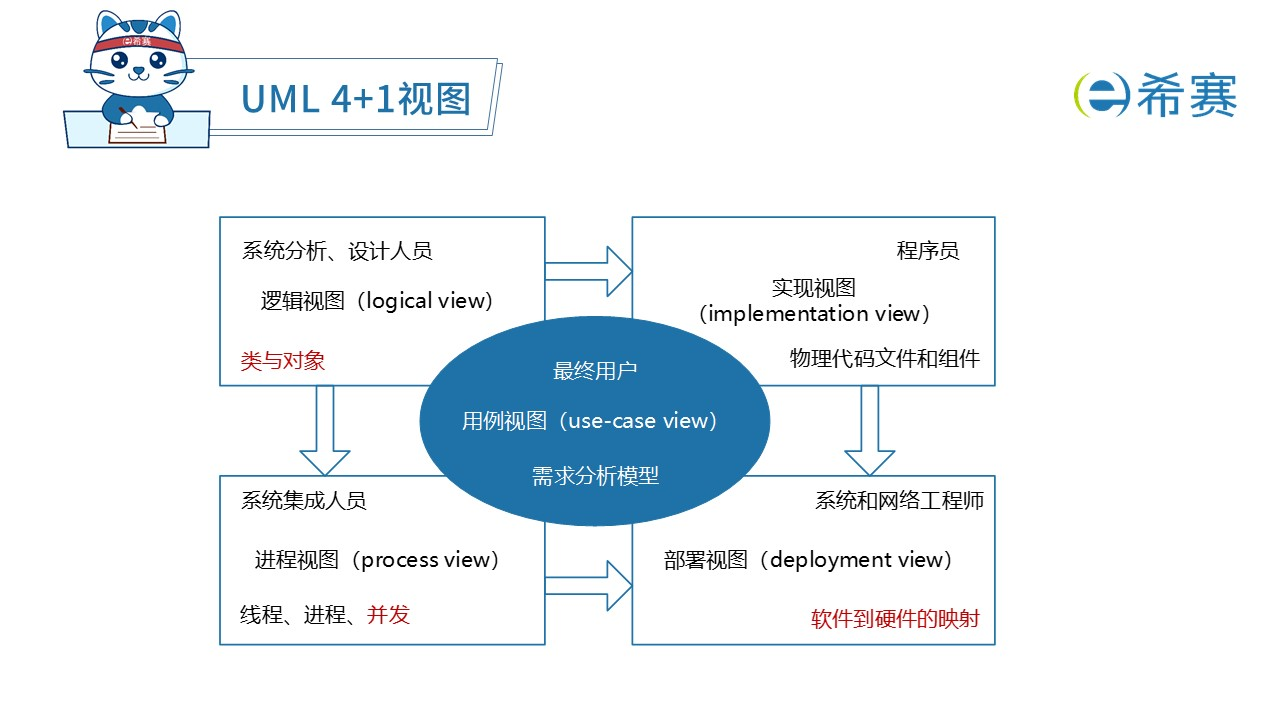 (e)希赛
UML 4+1视图
希赛
系统分析、设计人员
逻辑视图（logical view）
类与对象
程序员
实现视图
（implementation view）
物理代码文件和组件
最终用户
用例视图（use-case view）
需求分析模型
系统集成人员
进程视图（process view）
线程、进程、并发
系统和网络工程师
部署视图（deployment view）
软件到硬件的映射